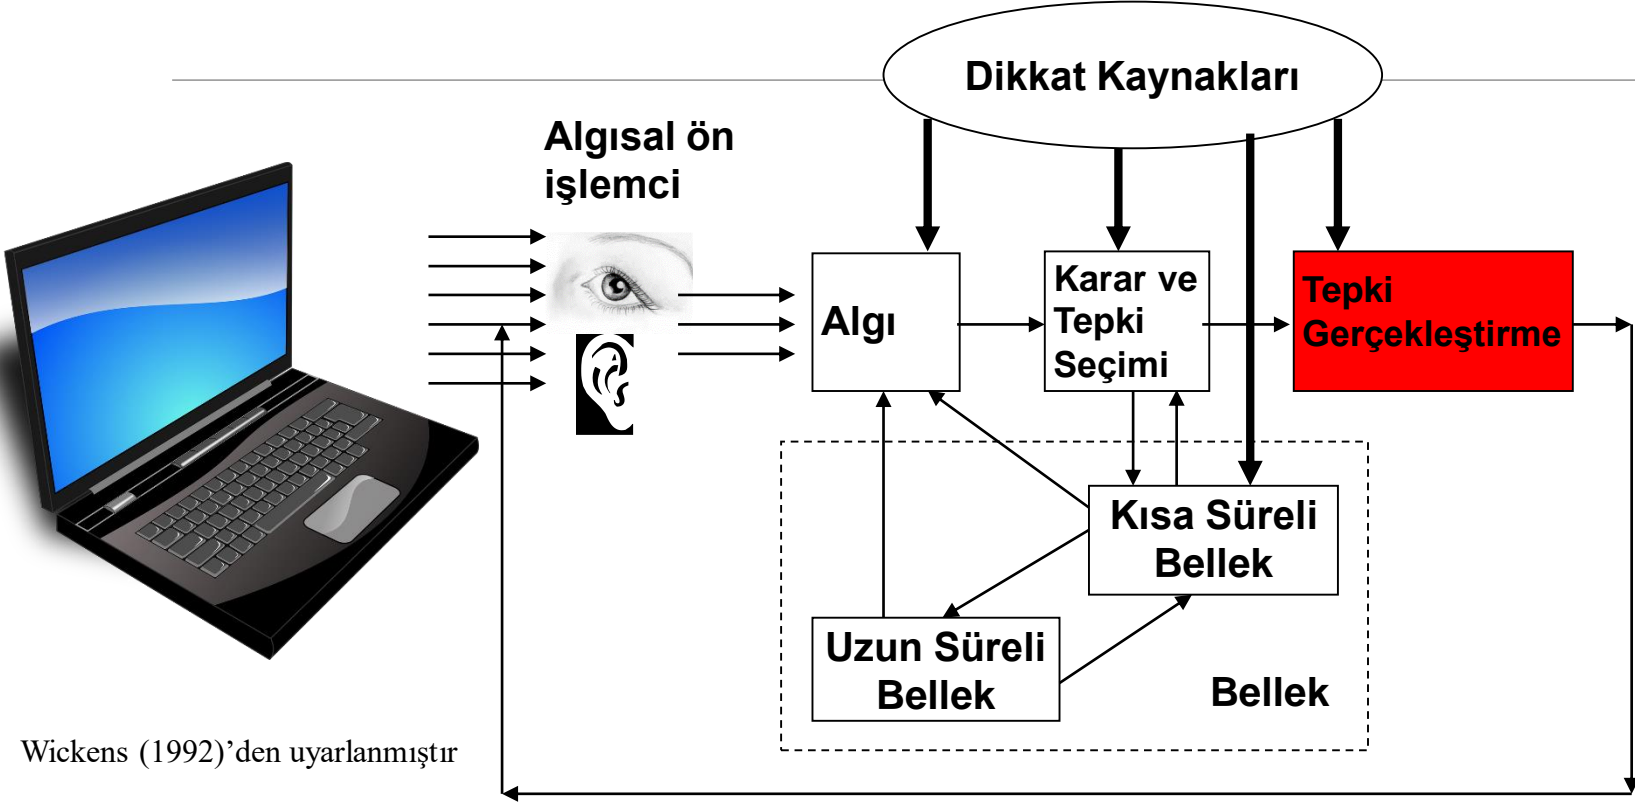 Dikkat Kaynakları
Algısal ön
işlemci
Algı
Karar ve
Tepki
Seçimi
Tepki
Gerçekleştirme
Kısa Süreli
Bellek
Uzun Süreli
Bellek
Bellek
Wickens (1992)’den uyarlanmıştır